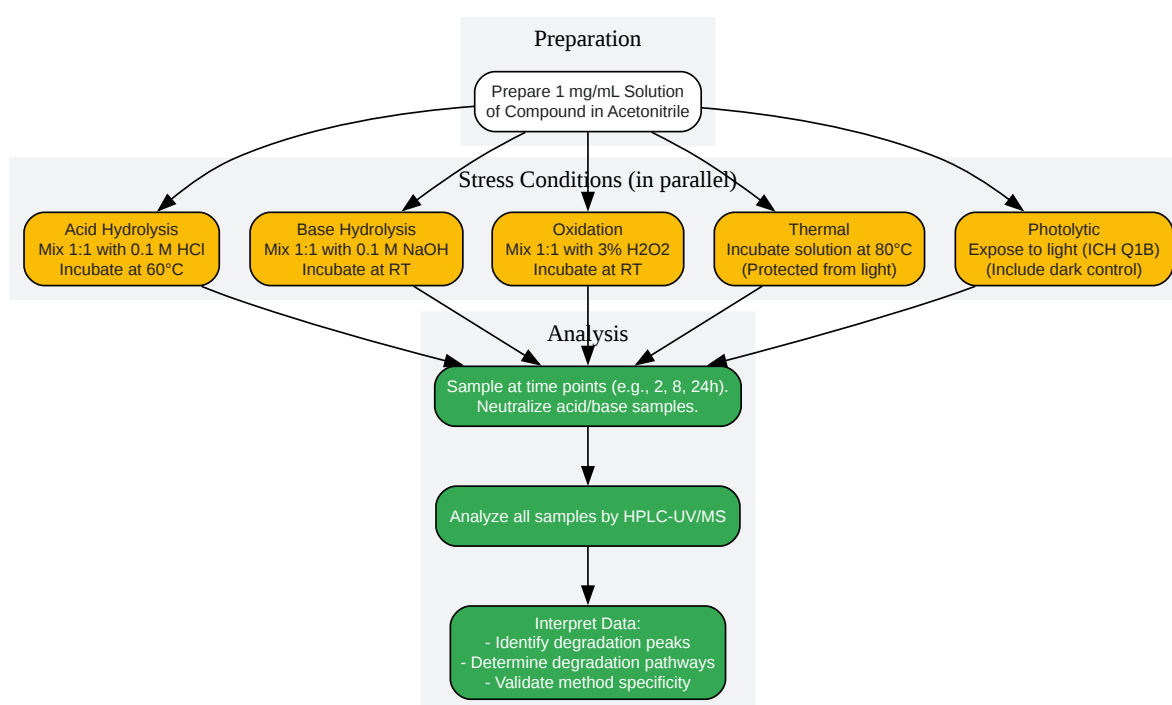 Preparation
Prepare 1 mg/mL Solution
of Compound in Acetonitrile
Stress Conditions (in parallel)
Acid Hydrolysis
Mix 1:1 with 0.1 M HCl
Incubate at 60°C
Base Hydrolysis
Mix 1:1 with 0.1 M NaOH
Incubate at RT
Oxidation
Mix 1:1 with 3% H2O2
Incubate at RT
Thermal
Incubate solution at 80°C
(Protected from light)
Photolytic
Expose to light (ICH Q1B)
(Include dark control)
Analysis
Sample at time points (e.g., 2, 8, 24h).
Neutralize acid/base samples.
Analyze all samples by HPLC-UV/MS
Interpret Data:
- Identify degradation peaks
- Determine degradation pathways
- Validate method specificity